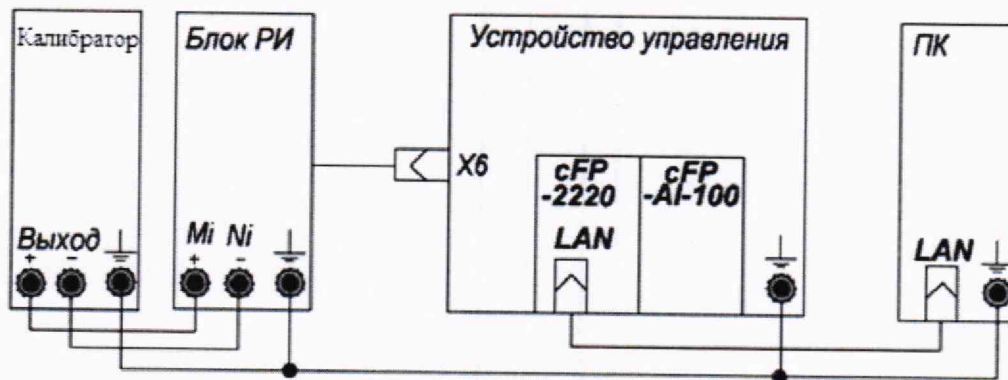 Калибратор
Блок РИ
Устройство управления
ПК
X6
cFP
-2220
cFP
-AI-100
LAN
LAN
Выход
+
-
Mi Ni
+
-